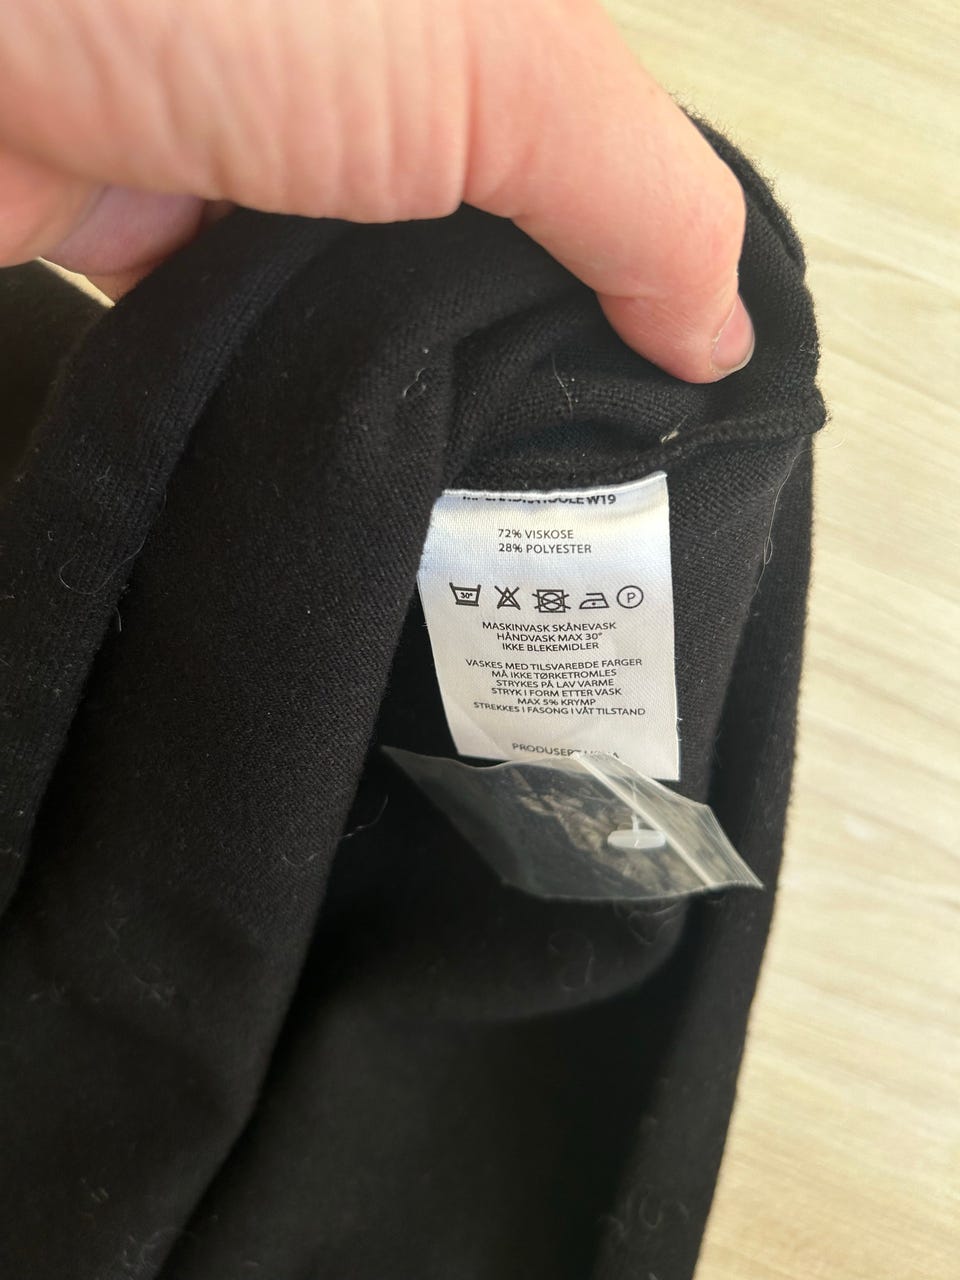 W19
72% VISKOSE
28% POLYESTER
30° P
MASKINVASK SKÅNEVASK
HÅNDVASK MAX 30°
IKKE BLEKEMIDLER
VASKES MED TILSVAREBDE FARGER
MÅ IKKE TØRKETROMLES
STRYKES PÅ LAV VARME
STRYK I FORM ETTER VASK
MAX 5% KRYMP
STREKKES I FASONG I VÅT TILSTAND